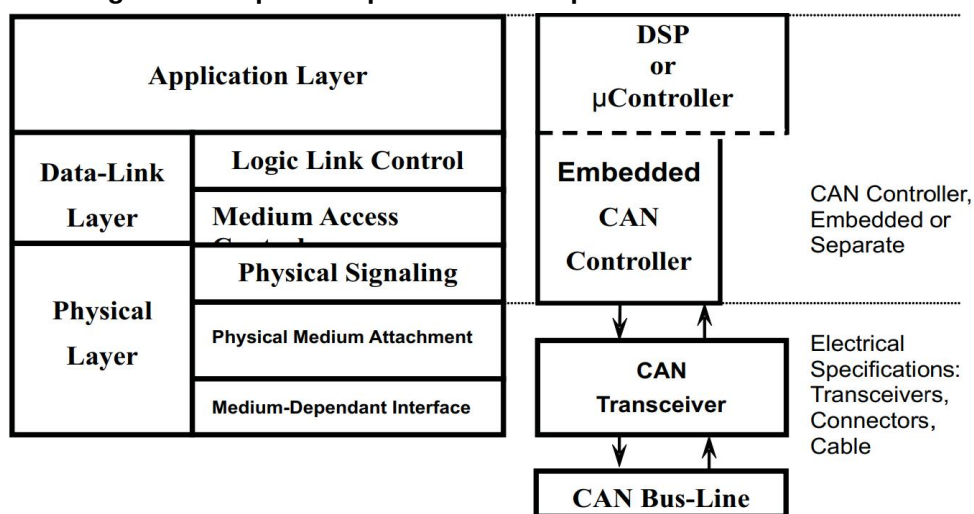 Application Layer
Data-Link
Layer
Logic Link Control
Medium Access
Physical
Layer
Physical Signaling
Physical Medium Attachment
Medium-Dependant Interface
DSP
or
µController
Embedded
CAN
Controller
CAN
Transceiver
CAN Bus-Line
CAN Controller,
Embedded or
Separate
Electrical
Specifications:
Transceivers,
Connectors,
Cable